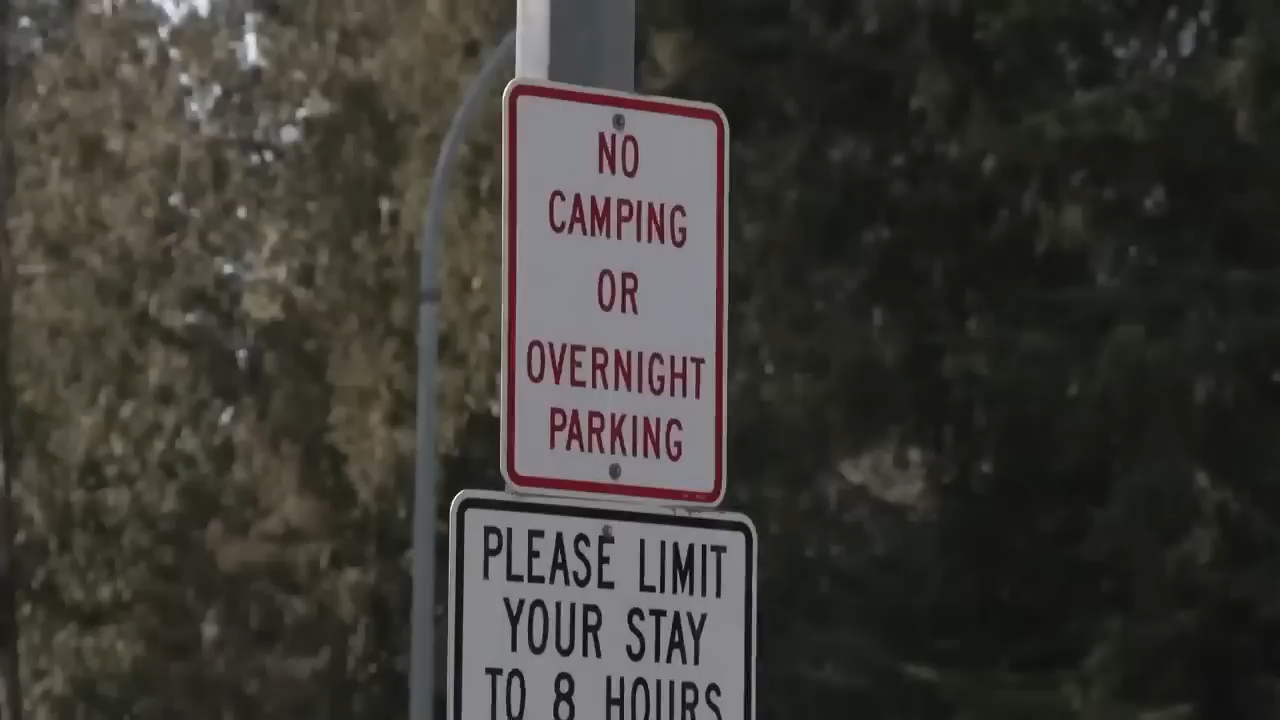 NO
CAMPING
OR
OVERNIGHT
PARKING
PLEASE LIMIT
YOUR STAY
TO 8 HOURS